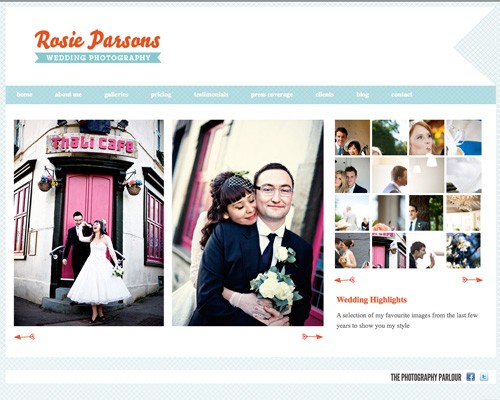 Rosie Parsons
WEDDING PHOTOGRAPHY
home about me galleries pricing testimonials press coverage clients blog contact
Thali Cafe
Wedding Highlights
A selection of my favourite images from the last few
years to show you my style
THE PHOTOGRAPHY PARLOUR